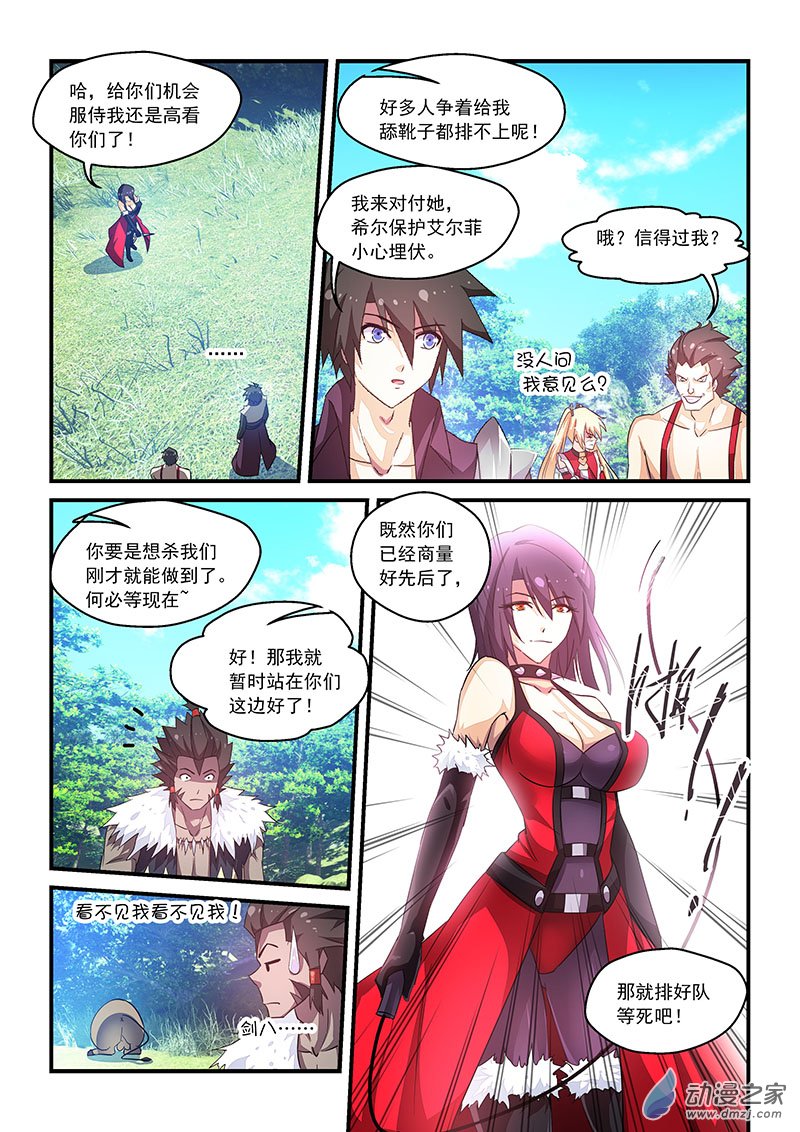 哈，给你们机会
服侍我还是高看
你们了！
……
好多人争着给我
舔靴子都排不上呢！
我来对付她，
希尔保护艾尔菲
小心埋伏。
哦？信得过我？
没人问
我意见么？
你要是想杀我们
刚才就能做到了。
何必等现在~
好！那我就
暂时站在你们
这边好了！
既然你们
已经商量
好先后了，
看不见我看不见我！
剑八……
那就排好队
等死吧！
动漫之家
www.dmzj.com